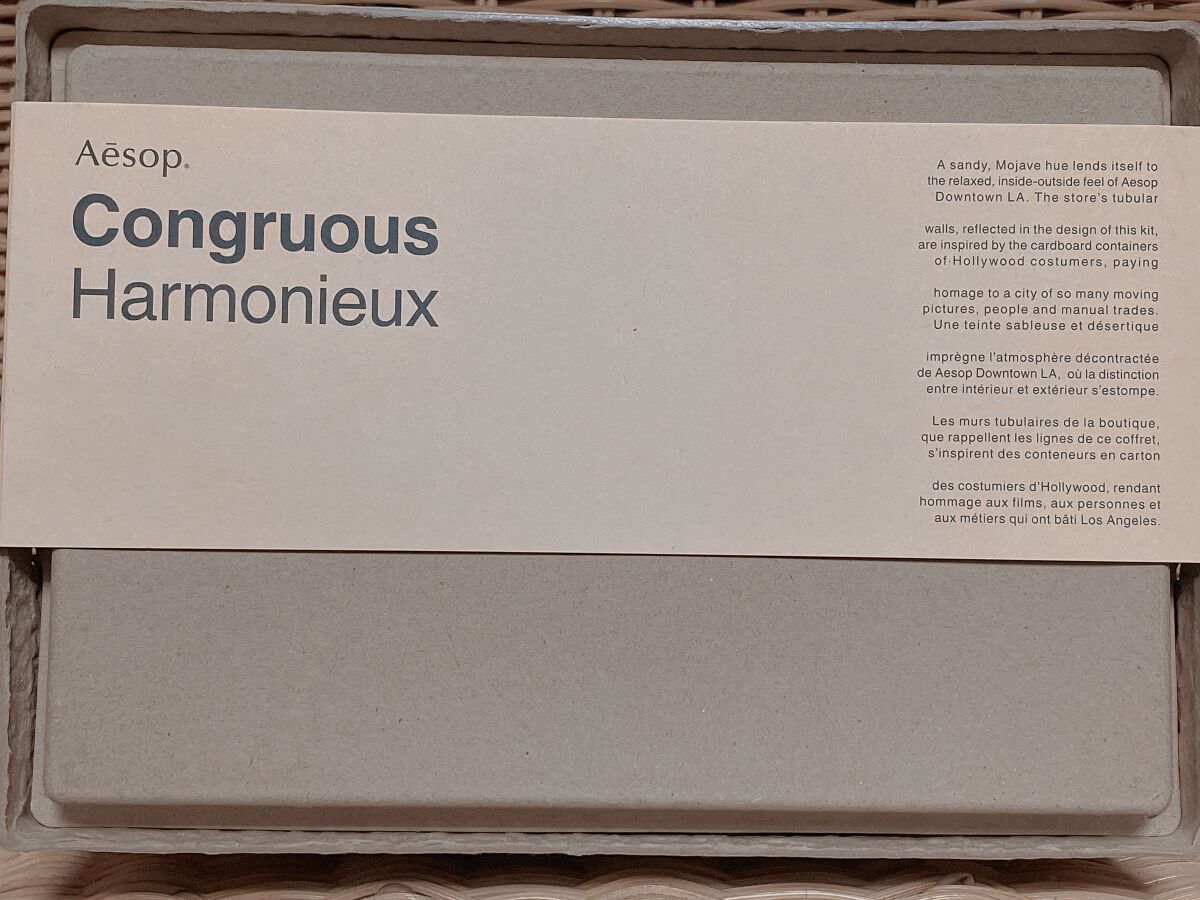 Aēsop®
Congruous
Harmonieux
A sandy, Mojave hue lends itself to
the relaxed, inside-outside feel of Aesop
Downtown LA. The store's tubular
walls, reflected in the design of this kit,
are inspired by the cardboard containers
of Hollywood costumers, paying
homage to a city of so many moving
pictures, people and manual trades.
Une teinte sableuse et désertique
imprègne l'atmosphère décontractée
de Aesop Downtown LA, où la distinction
entre intérieur et extérieur s'estompe.
Les murs tubulaires de la boutique,
que rappellent les lignes de ce coffret,
s'inspirent des conteneurs en carton
des costumiers d'Hollywood, rendant
hommage aux films, aux personnes et
aux métiers qui ont bâti Los Angeles.